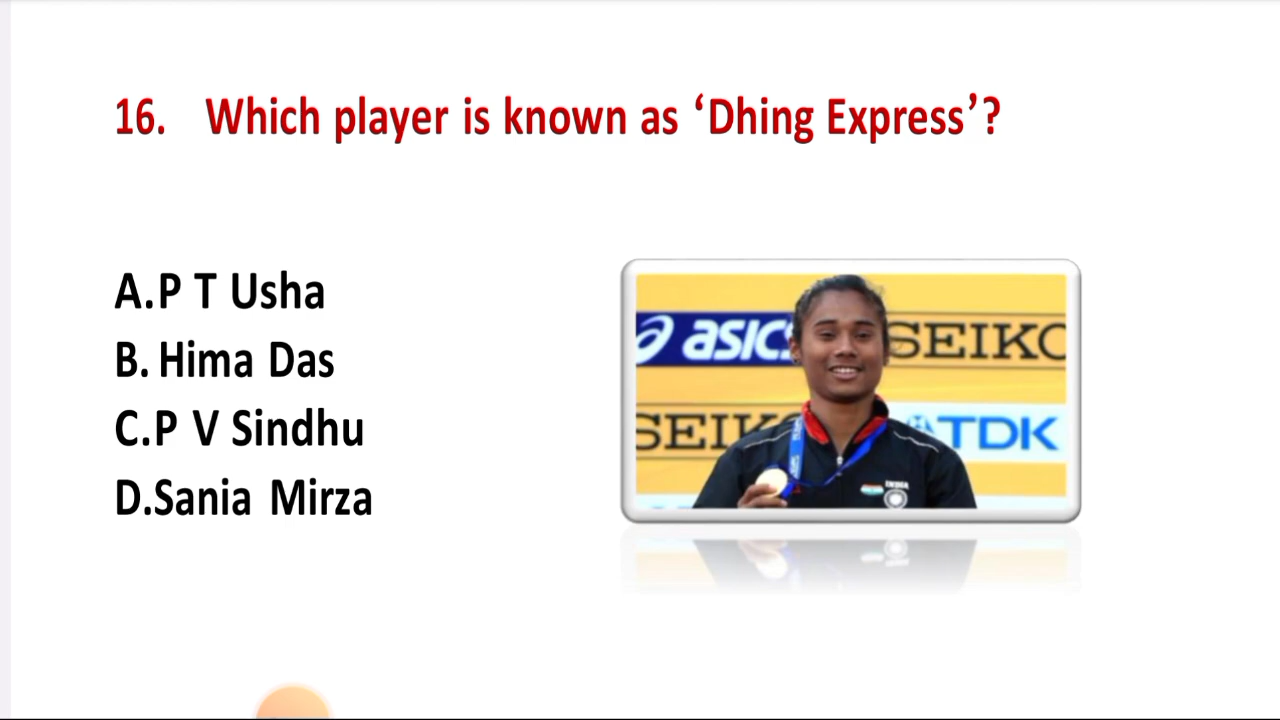 16. Which player is known as ‘Dhing Express’?
A.P T Usha
B. Hima Das
C.P V Sindhu
D.Sania Mirza
asics SEIKO
SEIKO TDK
INDIA